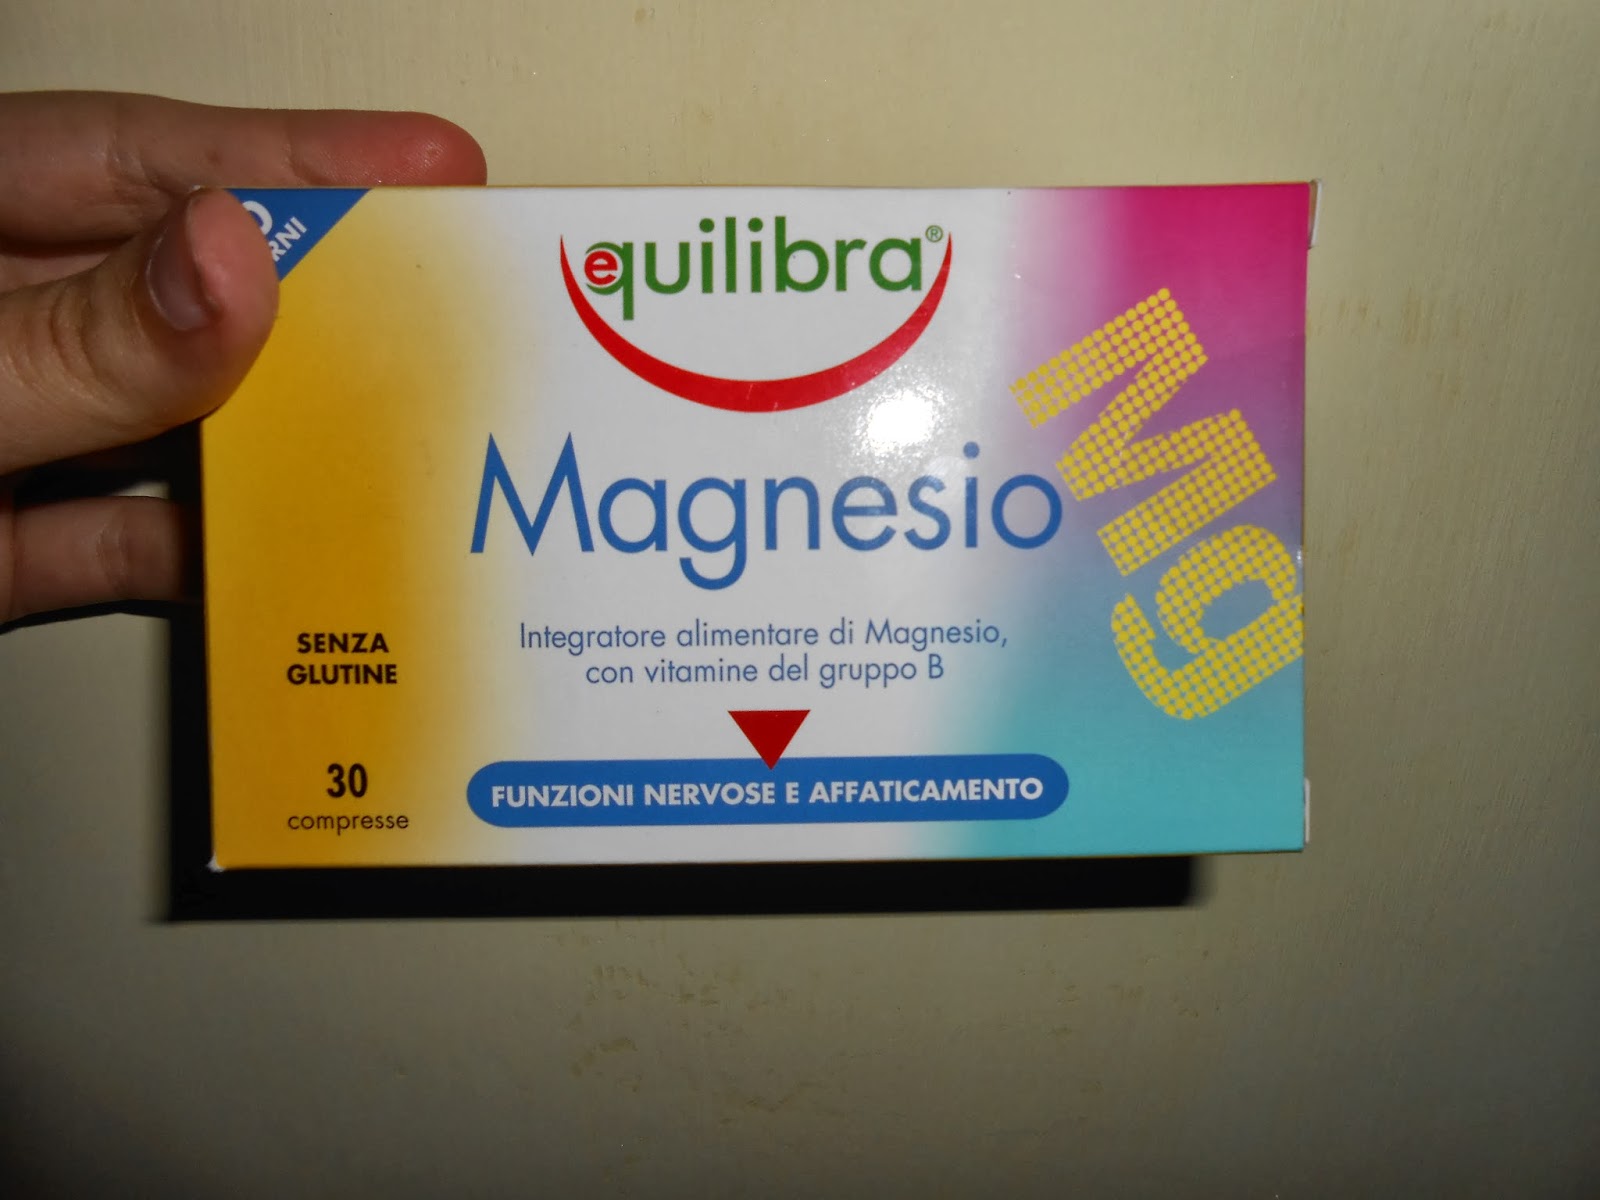 equilibra®
Magnesio
Mg
Integratore alimentare di Magnesio,
con vitamine del gruppo B
FUNZIONI NERVOSE E AFFATICAMENTO
SENZA
GLUTINE
30
compresse